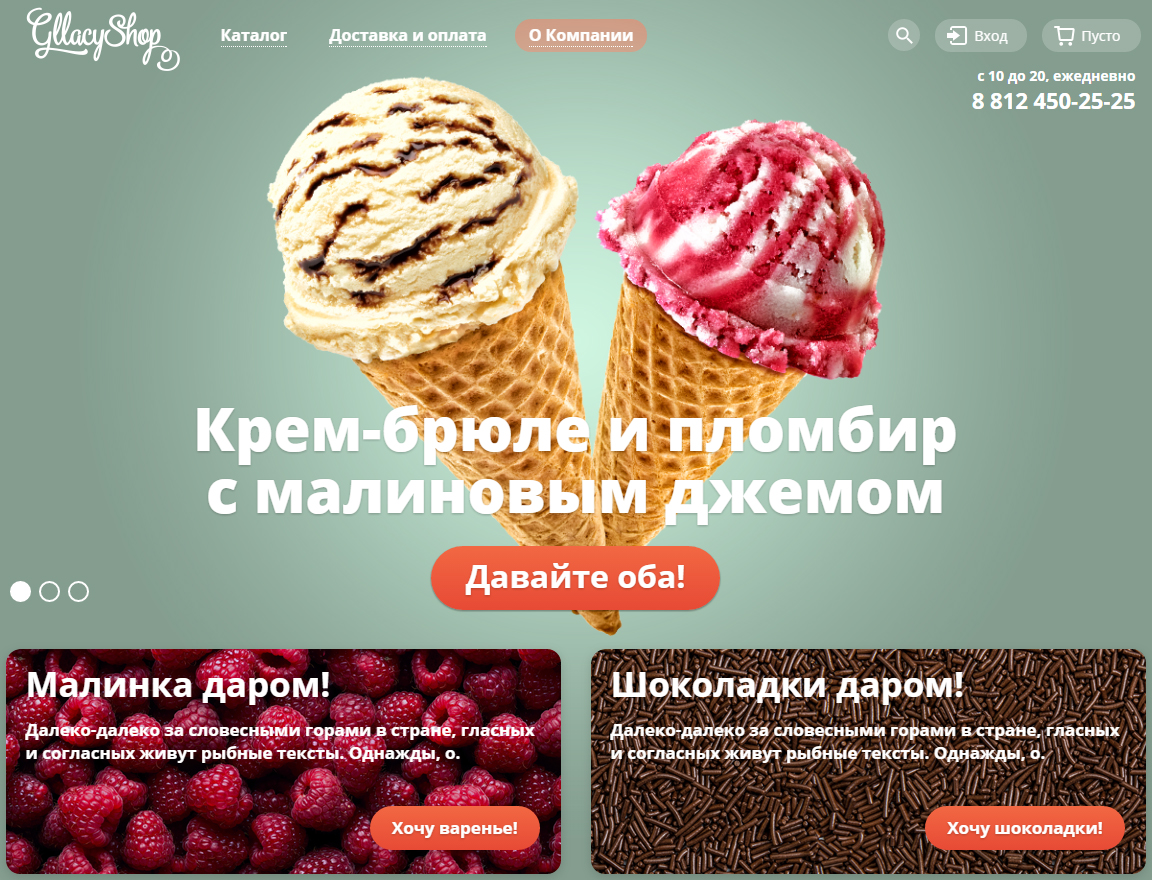 GllacyShop
Каталог
Доставка и оплата
О Компании
Вход
Пусто
с 10 до 20, ежедневно
8 812 450-25-25
Крем-брюле и пломбир
с малиновым джемом
Давайте оба!
Малинка даром!
Далеко-далеко за словесными горами в стране, гласных
и согласных живут рыбные тексты. Однажды, о.
Хочу варенье!
Шоколадки даром!
Далеко-далеко за словесными горами в стране, гласных
и согласных живут рыбные тексты. Однажды, о.
Хочу шоколадки!